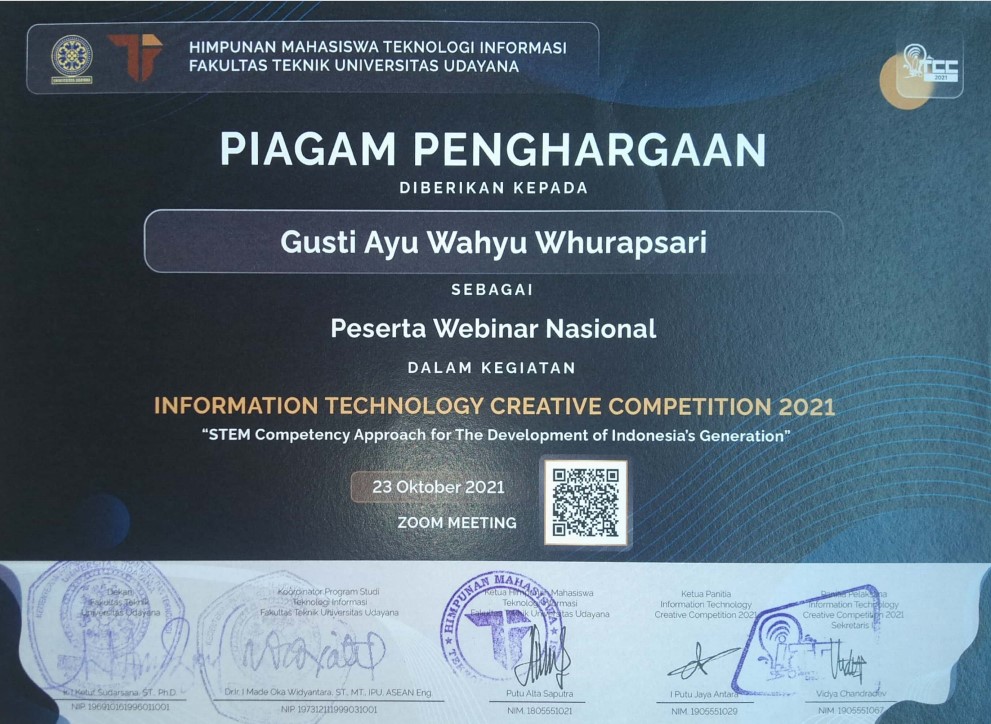 HIMPUNAN MAHASISWA TEKNOLOGI INFORMASI
FAKULTAS TEKNIK UNIVERSITAS UDAYANA
ITCC
2021
PIAGAM PENGHARGAAN
DIBERIKAN KEPADA
Gusti Ayu Wahyu Whurapsari
SEBAGAI
Peserta Webinar Nasional
DALAM KEGIATAN
INFORMATION TECHNOLOGY CREATIVE COMPETITION 2021
“STEM Competency Approach for The Development of Indonesia's Generation”
23 Oktober 2021
ZOOM MEETING
Dekan
Fakultas Teknik
Universitas Udayana
Ketut Sudarsana, ST., Ph.D.
NIP. 196910161996011001
Koordinator Program Studi
Teknologi Informasi
Fakultas Teknik Universitas Udayana
Dr.Ir. I Made Oka Widyantara, ST., MT., IPU., ASEAN Eng.
NIP 197312111999031001
Ketua Himpunan Mahasiswa
Teknologi Informasi
Fakultas Teknik Universitas Udayana
HIMPUNAN MAHASISWA
Putu Alta Saputra
NIM. 1805551021
Ketua Panitia
Information Technology
Creative Competition 2021
I Putu Jaya Antara
NIM. 1905551029
Panitia Pelaksana
Information Technology
Creative Competition 2021
Sekretaris
Vidya Chandradev
NIM. 1905551067